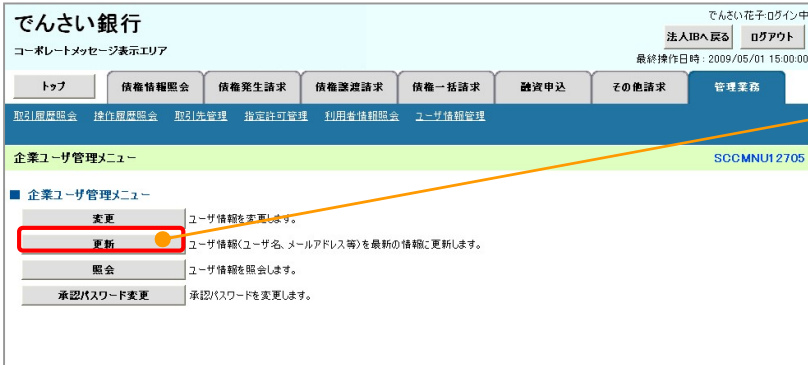 でんさい銀行
コーポレートメッセージ表示エリア
でんさい花子:ログイン中
法人IBへ戻る ログアウト
最終操作日時:2009/05/01 15:00:00
トップ 債権情報照会 債権発生請求 債権譲渡請求 債権一括請求 融資申込 その他請求 管理業務
取引履歴照会 操作履歴照会 取引先管理 指定許可管理 利用者情報照会 ユーザ情報管理
企業ユーザ管理メニュー SCCMNU12705
■ 企業ユーザ管理メニュー
変更 ユーザ情報を変更します。
更新 ユーザ情報(ユーザ名、メールアドレス等)を最新の情報に更新します。
照会 ユーザ情報を照会します。
承認パスワード変更 承認パスワードを変更します。